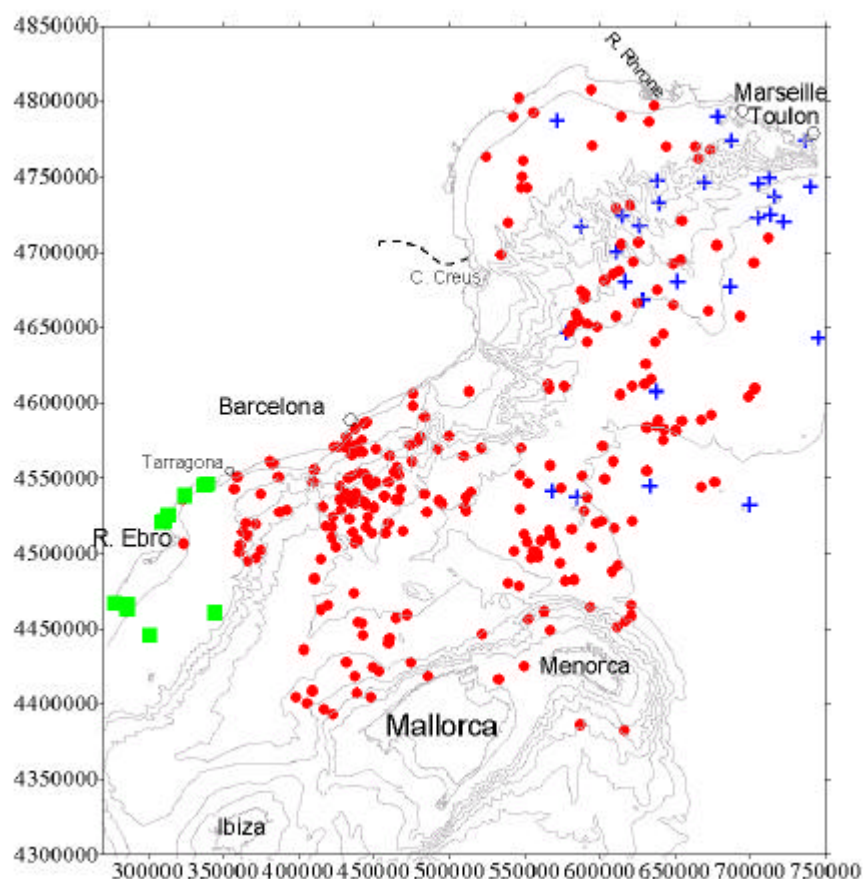 4850000
4800000
4750000
4700000
4650000
4600000
4550000
4500000
4450000
4400000
4350000
4300000
R. Rhrone
Marseille
Toulon
C. Creus
Barcelona
Tarragona
R. Ebro
Menorca
Mallorca
Ibiza
300000 350000 400000 450000 500000 550000 600000 650000 700000 750000